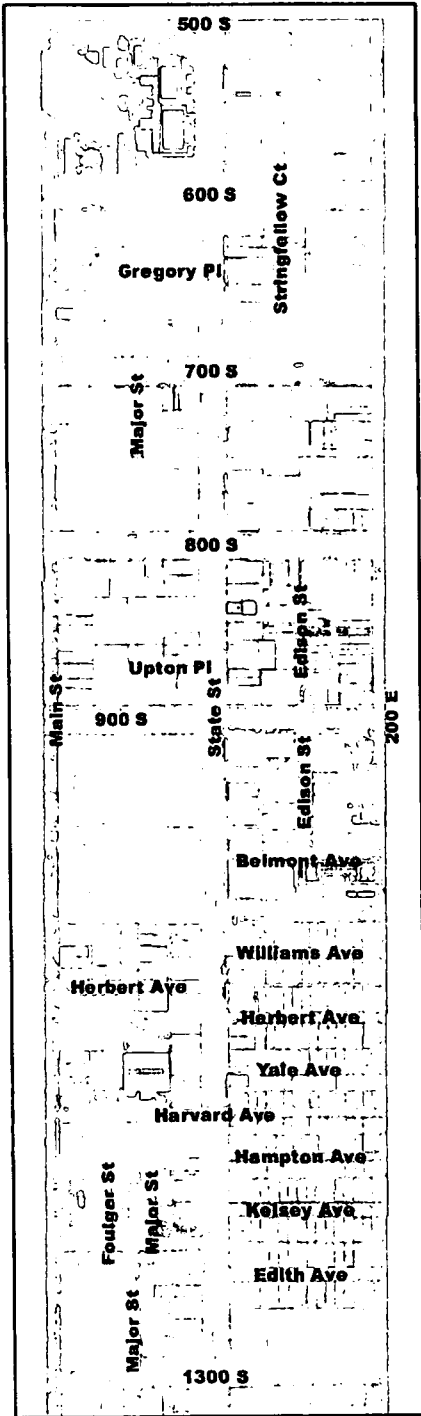 500 S
600 S
Stringfellow Ct
Gregory Pl
700 S
Major St
800 S
Edison St
Upton Pl
Main St
State St
200 E
900 S
Edison St
Belmont Ave
Williams Ave
Herbert Ave
Herbert Ave
Yale Ave
Harvard Ave
Hampton Ave
Foulger St
Major St
Kelsey Ave
Edith Ave
Major St
1300 S